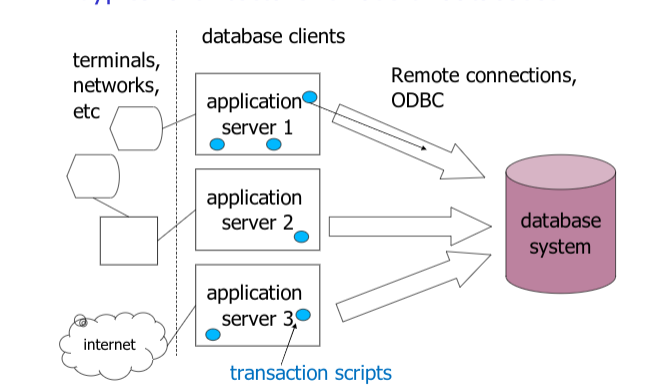 database clients
terminals,
networks,
etc
Remote connections,
ODBC
application
server 1
application
server 2
database
system
application
server 3
internet
transaction scripts